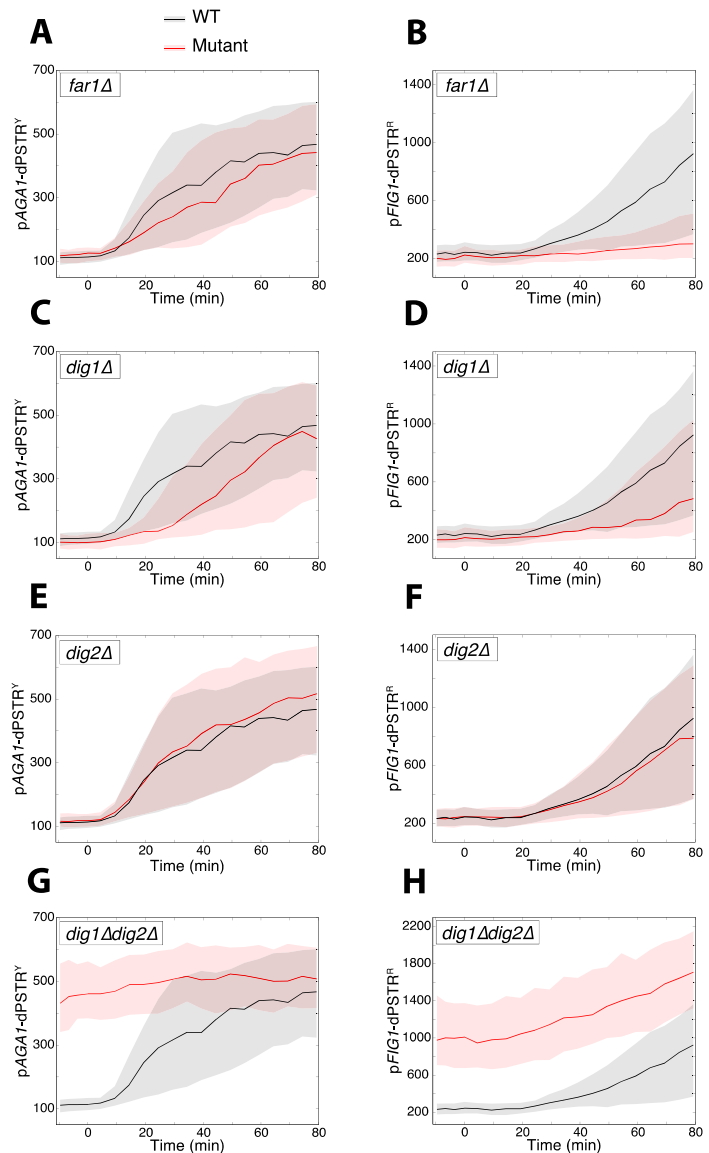 WT
Mutant
A
far1Δ
700
500
300
100
pAGA1-dPSTRʸ
0 20 40 60 80
Time (min)
B
far1Δ
1400
1000
600
200
pFIG1-dPSTRᴿ
0 20 40 60 80
Time (min)
C
dig1Δ
700
500
300
100
pAGA1-dPSTRʸ
0 20 40 60 80
Time (min)
D
dig1Δ
1400
1000
600
200
pFIG1-dPSTRᴿ
0 20 40 60 80
Time (min)
E
dig2Δ
700
500
300
100
pAGA1-dPSTRʸ
0 20 40 60 80
Time (min)
F
dig2Δ
1400
1000
600
200
pFIG1-dPSTRᴿ
0 20 40 60 80
Time (min)
G
dig1Δdig2Δ
700
500
300
100
pAGA1-dPSTRʸ
0 20 40 60 80
Time (min)
H
dig1Δdig2Δ
2200
1800
1400
1000
600
200
pFIG1-dPSTRᴿ
0 20 40 60 80
Time (min)